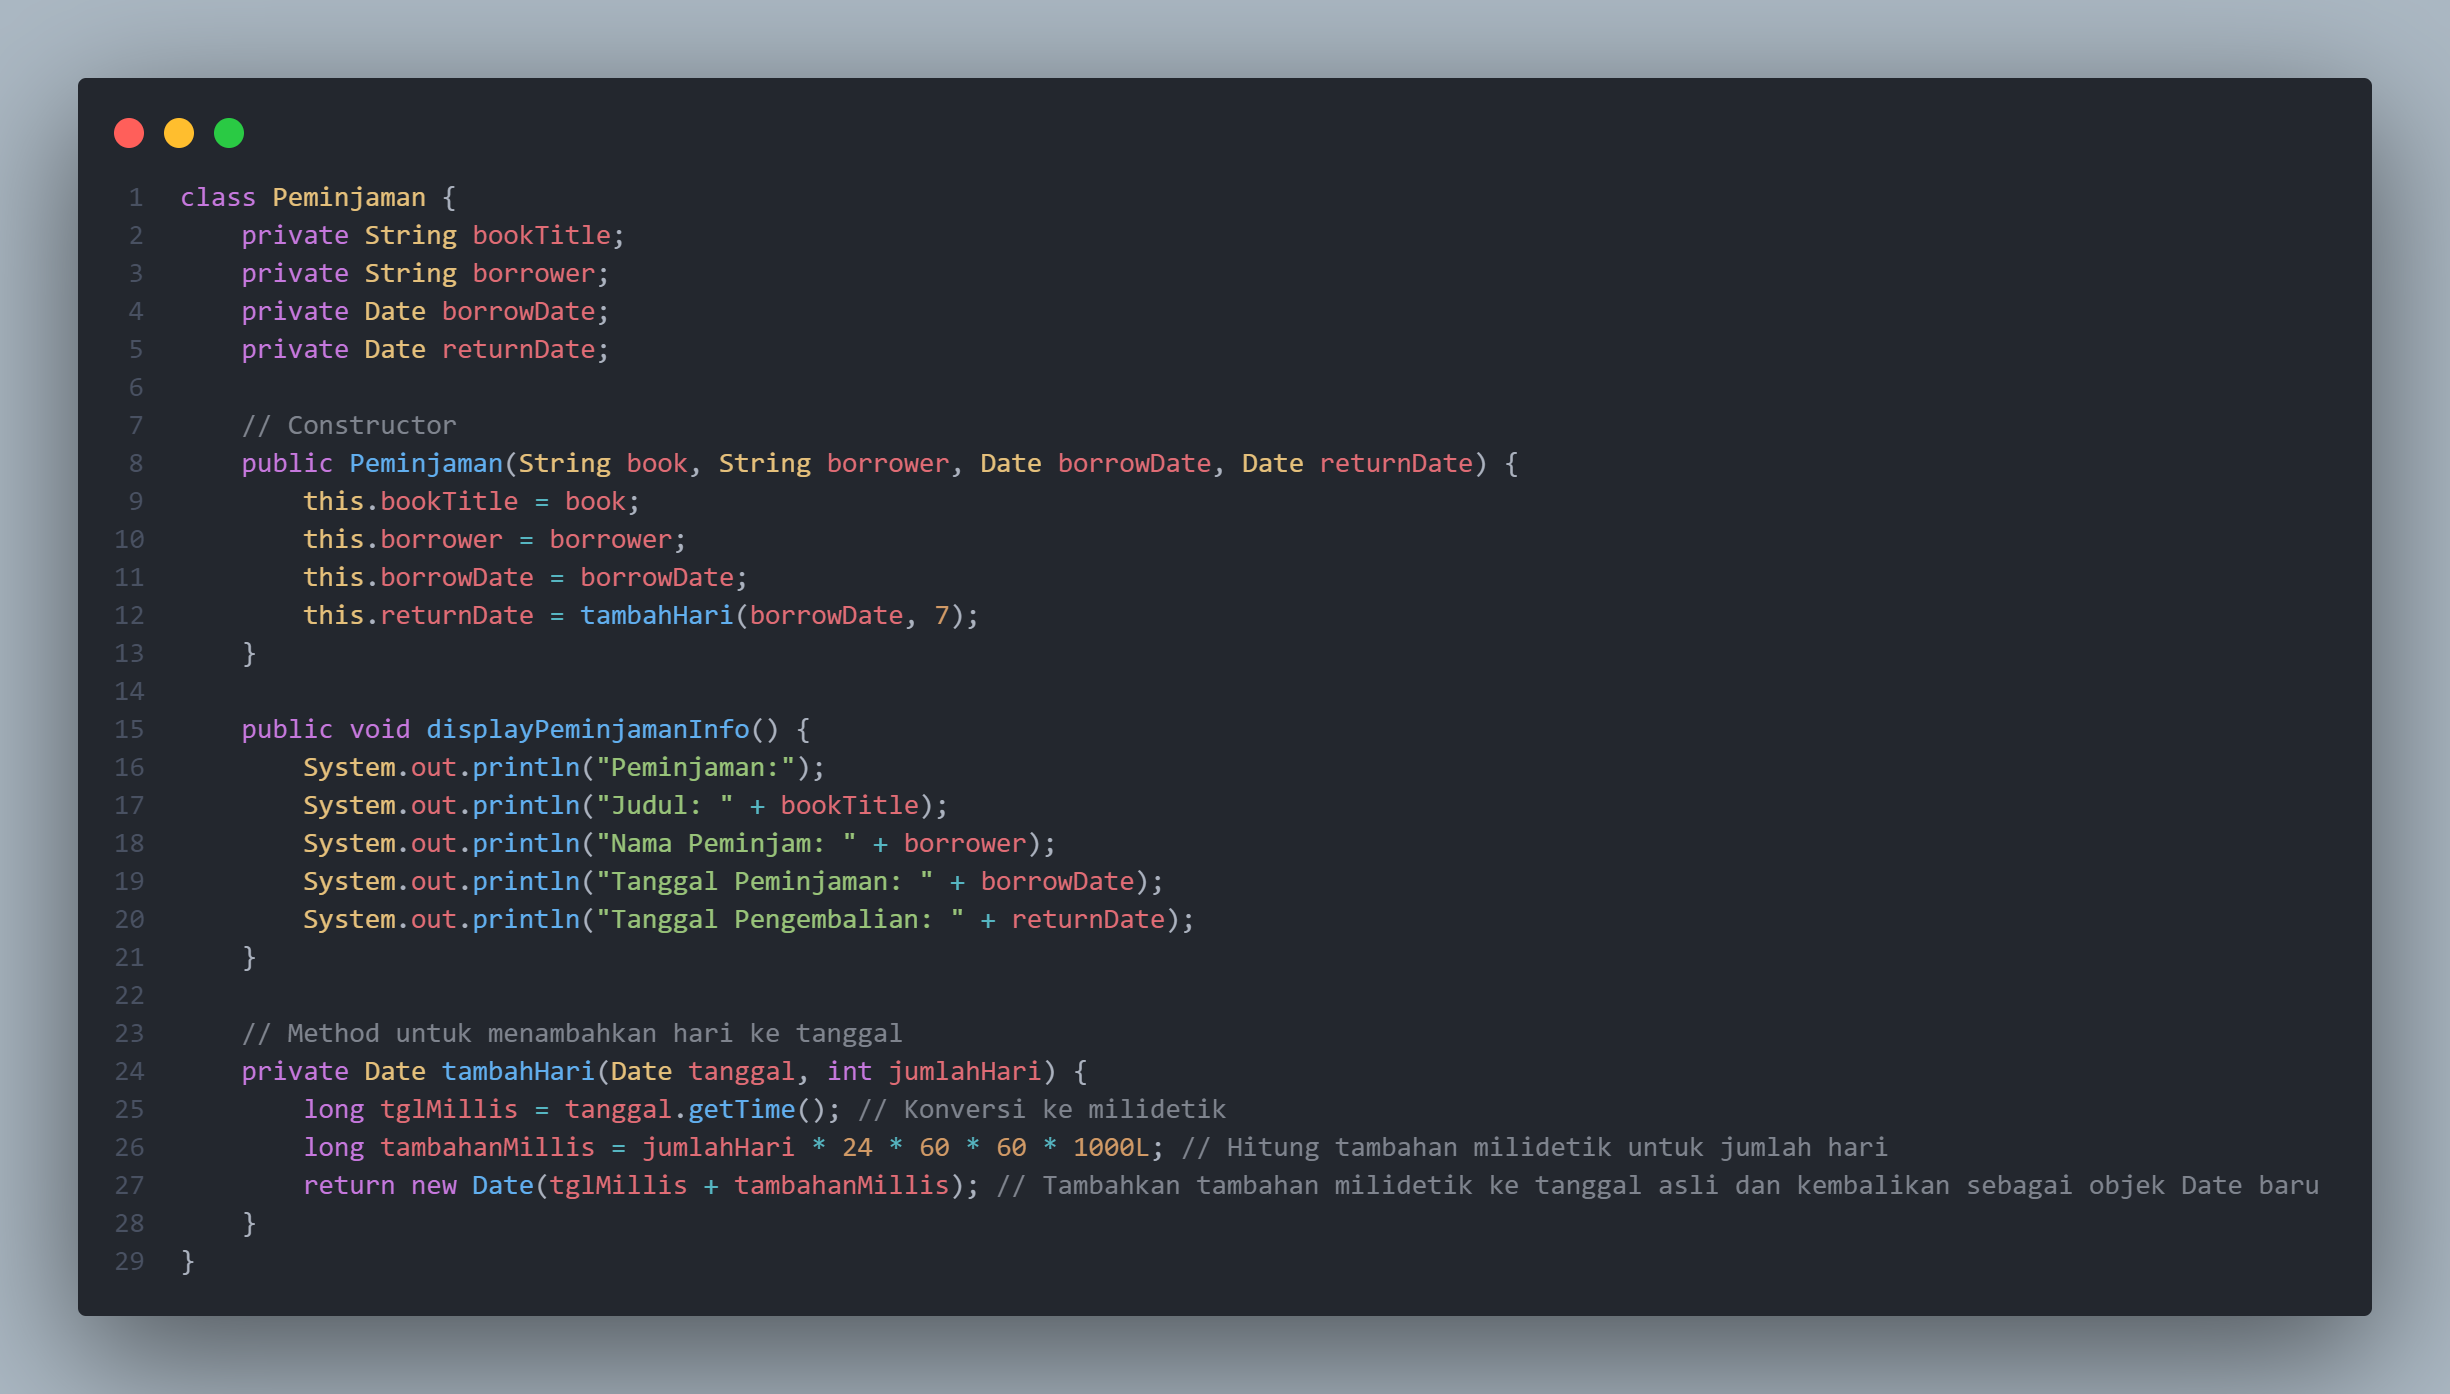 1 class Peminjaman {
2     private String bookTitle;
3     private String borrower;
4     private Date borrowDate;
5     private Date returnDate;
6
7     // Constructor
8     public Peminjaman(String book, String borrower, Date borrowDate, Date returnDate) {
9         this.bookTitle = book;
10         this.borrower = borrower;
11         this.borrowDate = borrowDate;
12         this.returnDate = tambahHari(borrowDate, 7);
13     }
14
15     public void displayPeminjamanInfo() {
16         System.out.println("Peminjaman:");
17         System.out.println("Judul: " + bookTitle);
18         System.out.println("Nama Peminjam: " + borrower);
19         System.out.println("Tanggal Peminjaman: " + borrowDate);
20         System.out.println("Tanggal Pengembalian: " + returnDate);
21     }
22
23     // Method untuk menambahkan hari ke tanggal
24     private Date tambahHari(Date tanggal, int jumlahHari) {
25         long tglMillis = tanggal.getTime(); // Konversi ke milidetik
26         long tambahanMillis = jumlahHari * 24 * 60 * 60 * 1000L; // Hitung tambahan milidetik untuk jumlah hari
27         return new Date(tglMillis + tambahanMillis); // Tambahkan tambahan milidetik ke tanggal asli dan kembalikan sebagai objek Date baru
28     }
29 }